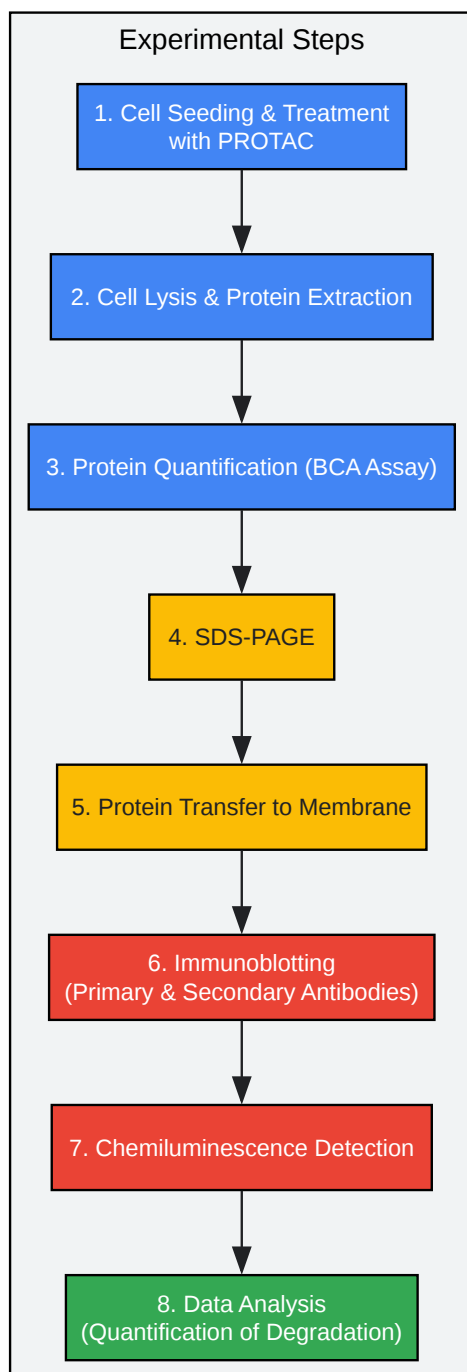 Experimental Steps
1. Cell Seeding & Treatment
with PROTAC
2. Cell Lysis & Protein Extraction
3. Protein Quantification (BCA Assay)
4. SDS-PAGE
5. Protein Transfer to Membrane
6. Immunoblotting
(Primary & Secondary Antibodies)
7. Chemiluminescence Detection
8. Data Analysis
(Quantification of Degradation)